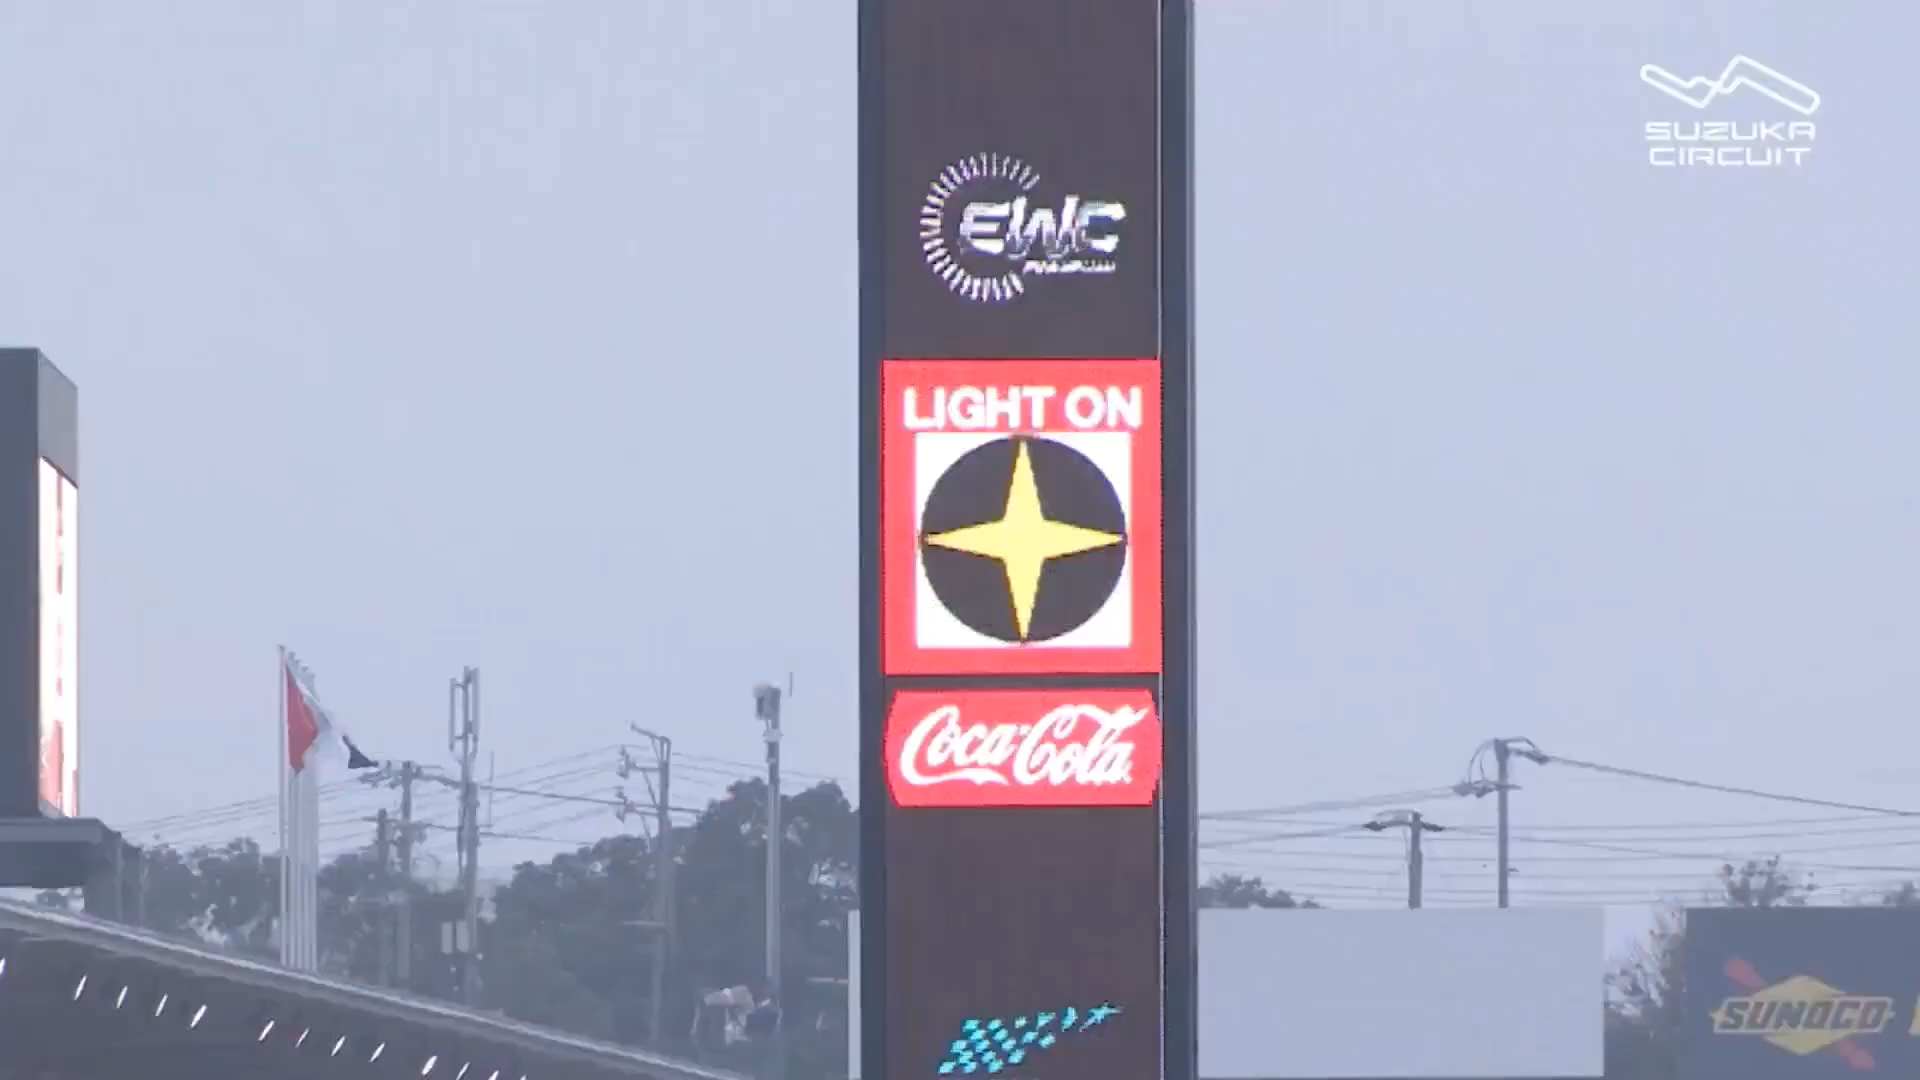 SUZUKA
CIRCUIT
EWC
LIGHT ON
Coca-Cola
SUNOCO